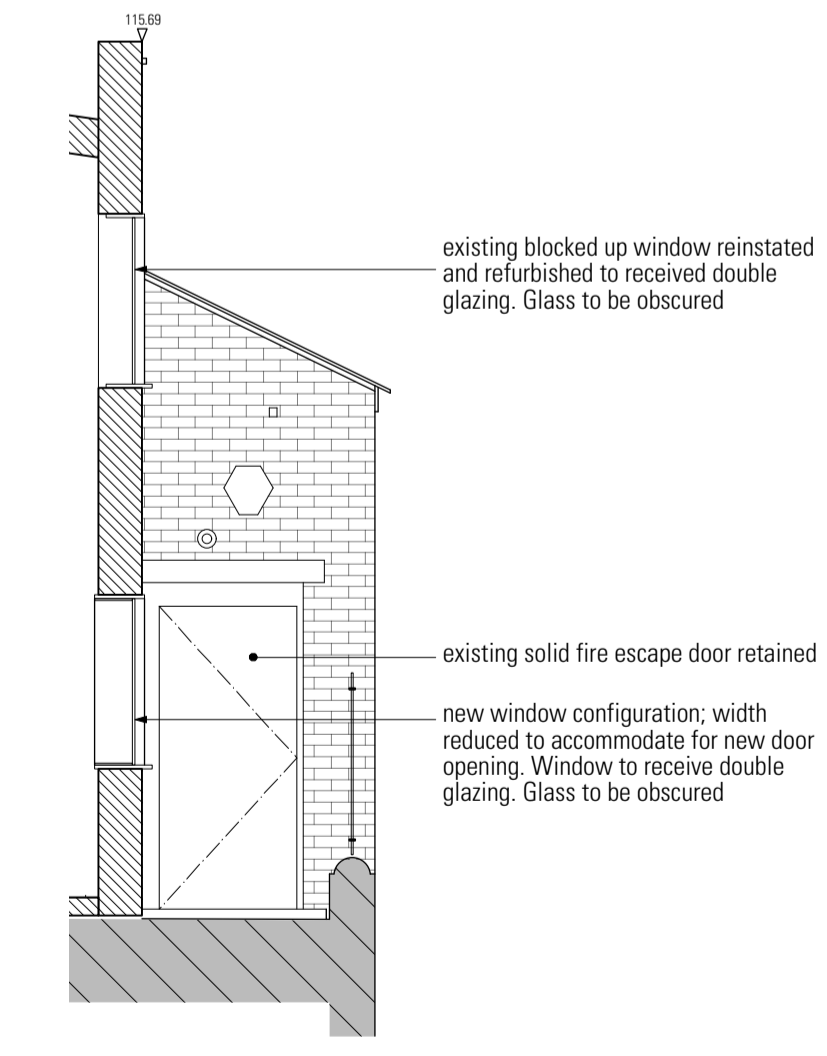 115.69
existing blocked up window reinstated
and refurbished to received double
glazing. Glass to be obscured
existing solid fire escape door retained
new window configuration; width
reduced to accommodate for new door
opening. Window to receive double
glazing. Glass to be obscured